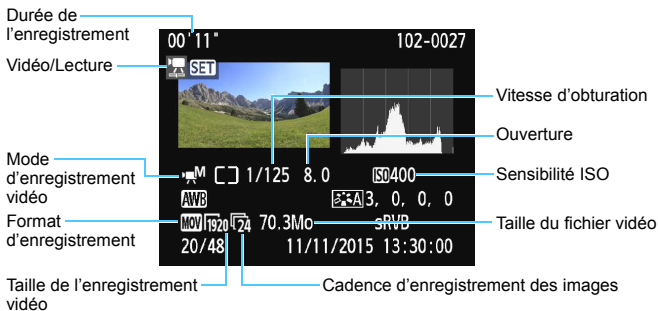 Durée de
l'enregistrement
00'11"
102-0027
Vidéo/Lecture
SET
Vitesse d'obturation
Ouverture
Mode
d'enregistrement
vidéo
M
1/125
8.0
ISO400
Sensibilité ISO
AWB
A3, 0, 0, 0
Format
d'enregistrement
MOV
1920
24
70.3Mo
sRVB
Taille du fichier vidéo
20/48
11/11/2015 13:30:00
Taille de l'enregistrement
vidéo
Cadence d'enregistrement des images